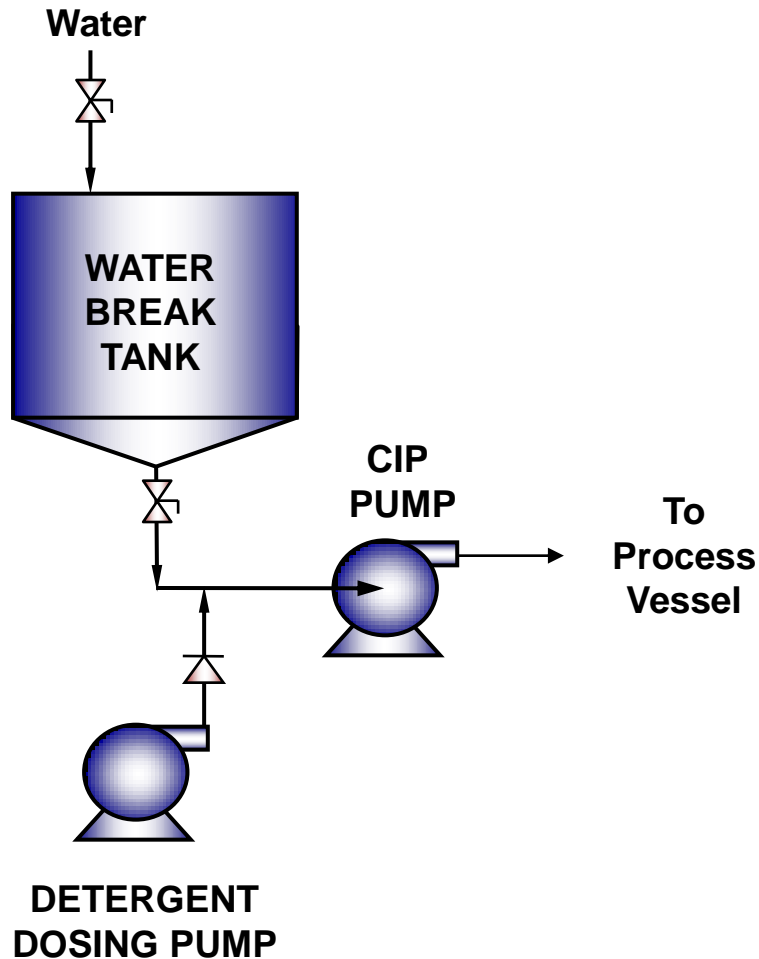 Water
WATER
BREAK
TANK
CIP
PUMP
To
Process
Vessel
DETERGENT
DOSING PUMP